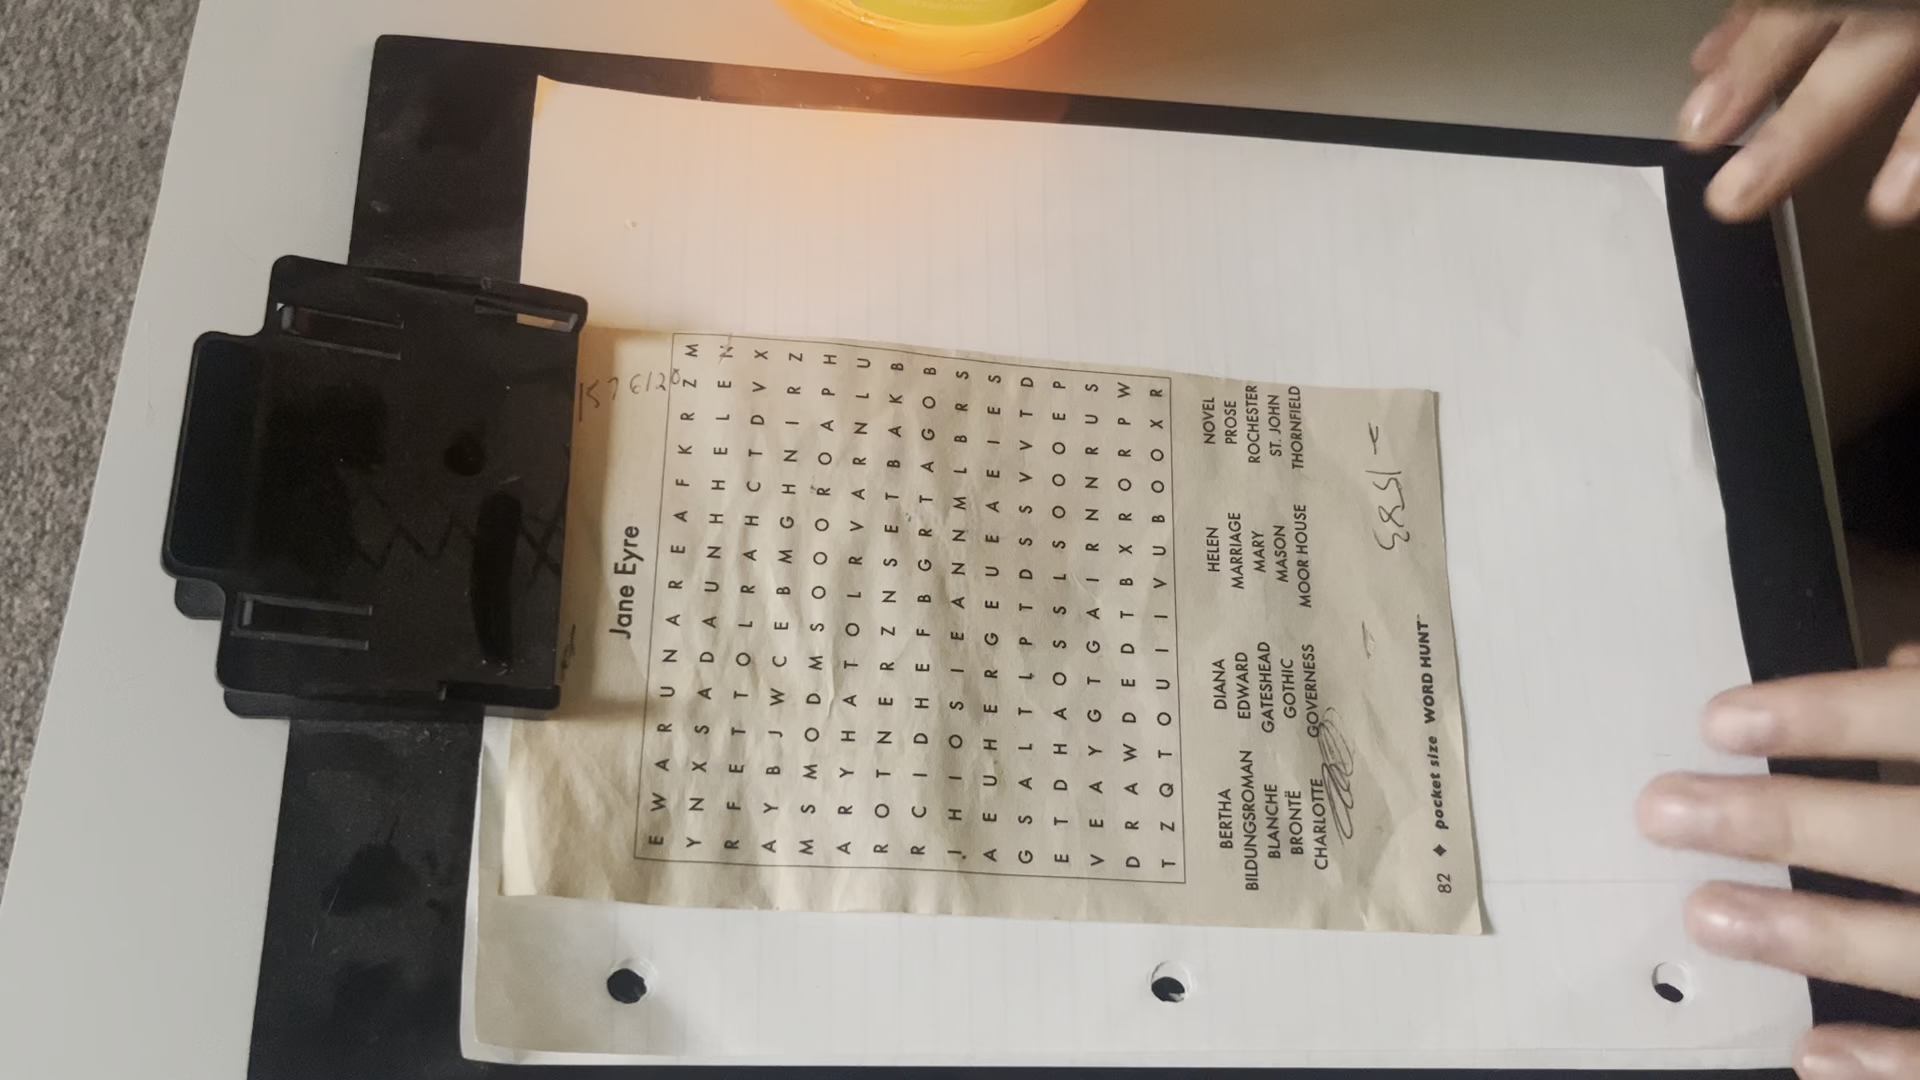 Jane Eyre
E W A R U N A R E A F K R Z M
Y N X S A D A U N H H E L E N
R F E T T O L R A H C T D V X
A Y B J W C E B M G H N I R Z
M S M O D M S O O O R O A P H
A R Y H A T O L R V A R N L U
R O T N E R Z N S E T B A K B
R C I D H E F B G R T A G O B
J H I O S I E A N N M L B R S
A E U H E R G E U E A E I E S
G S A L T L P T D S S V V T D
E T D H A O S S L S O O O E P
V E A Y G T G A I R N N R U S
D R A W D E D T B X R O R P W
T Z Q T O U I I V U B O O X R
BERTHA
BILDUNGSROMAN
BLANCHE
BRONTË
CHARLOTTE
DIANA
EDWARD
GATESHEAD
GOTHIC
GOVERNESS
HELEN
MARRIAGE
MARY
MASON
MOOR HOUSE
NOVEL
PROSE
ROCHESTER
ST. JOHN
THORNFIELD
82 ♦ pocket size WORD HUNT™